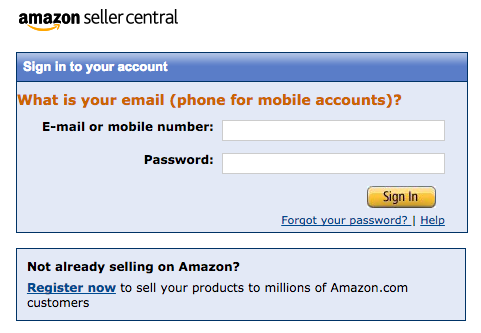 amazon seller central
Sign in to your account
What is your email (phone for mobile accounts)?
E-mail or mobile number:
Password:
Sign In
Forgot your password? | Help
Not already selling on Amazon?
Register now to sell your products to millions of Amazon.com
customers